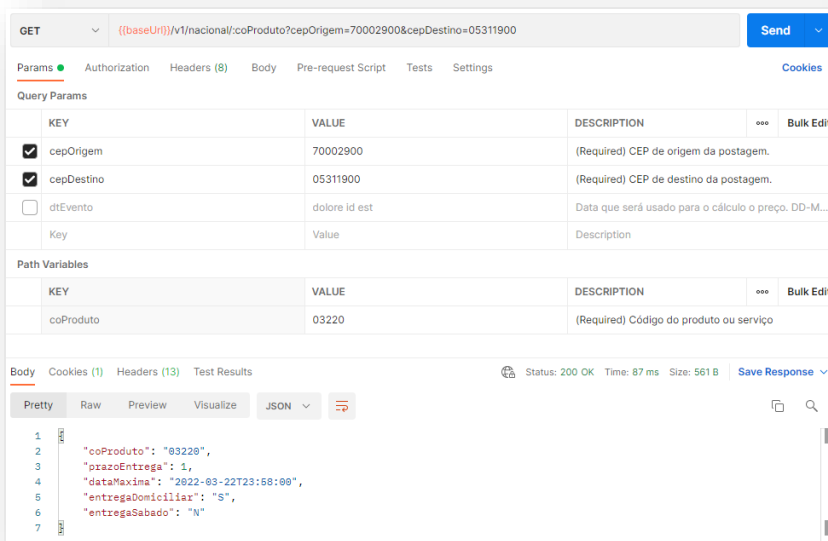 GET {{baseUrl}}/v1/nacional/:coProduto?cepOrigem=70002900&cepDestino=05311900 Send
Params Authorization Headers (8) Body Pre-request Script Tests Settings Cookies
Query Params
KEY VALUE DESCRIPTION ooo Bulk Edit
cepOrigem 70002900 (Required) CEP de origem da postagem.
cepDestino 05311900 (Required) CEP de destino da postagem.
dtEvento dolore id est Data que será usado para o cálculo o preço. DD-M...
Key Value Description
Path Variables
KEY VALUE DESCRIPTION ooo Bulk Edit
coProduto 03220 (Required) Código do produto ou serviço
Body Cookies (1) Headers (13) Test Results Status: 200 OK Time: 87 ms Size: 561 B Save Response
Pretty Raw Preview Visualize JSON
1 {
2 "coProduto": "03220",
3 "prazoEntrega": 1,
4 "dataMaxima": "2022-03-22T23:58:00",
5 "entregaDomiciliar": "S",
6 "entregaSabado": "N"
7 }